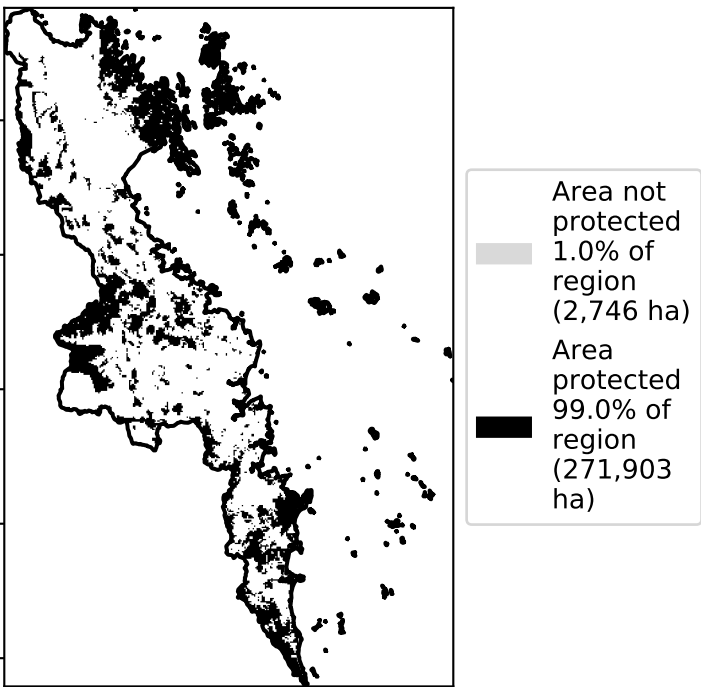 Area not
protected
1.0% of
region
(2,746 ha)
Area
protected
99.0% of
region
(271,903
ha)